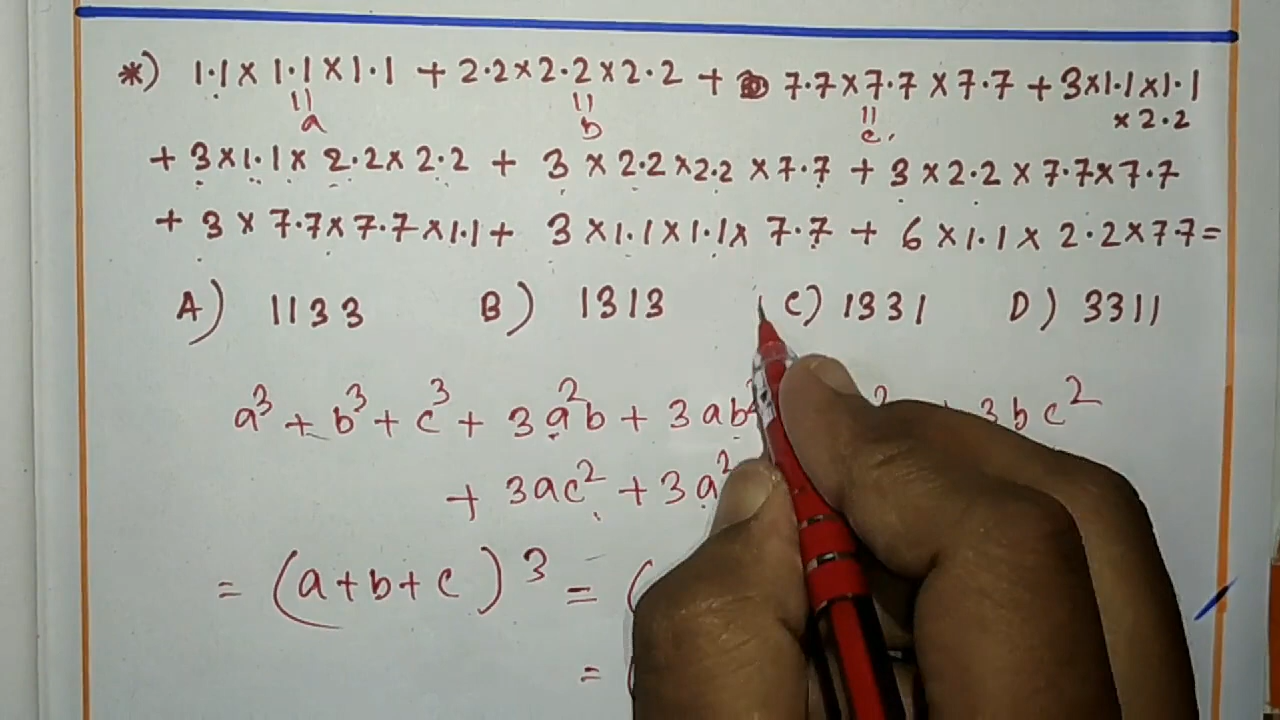 *) 1.1 × 1.1 × 1.1 + 2.2 × 2.2 × 2.2 + 7.7 × 7.7 × 7.7 + 3×1.1×1.1
× 2.2
" a " b " c.
+ 3×1.1× 2.2× 2.2 + 3 × 2.2 ×2.2 ×7.7 + 3 × 2.2 × 7.7×7.7
+ 3 × 7.7× 7.7 ×1.1+ 3 ×1.1×1.1× 7.7 + 6 ×1.1× 2.2×7.7=
A) 1133 B) 1313 C) 1331 D) 3311
a³ + b³ + c³ + 3a²b + 3ab² 2 + 3bc²
+ 3ac² + 3a²
= (a+b+c)³ = (
= (